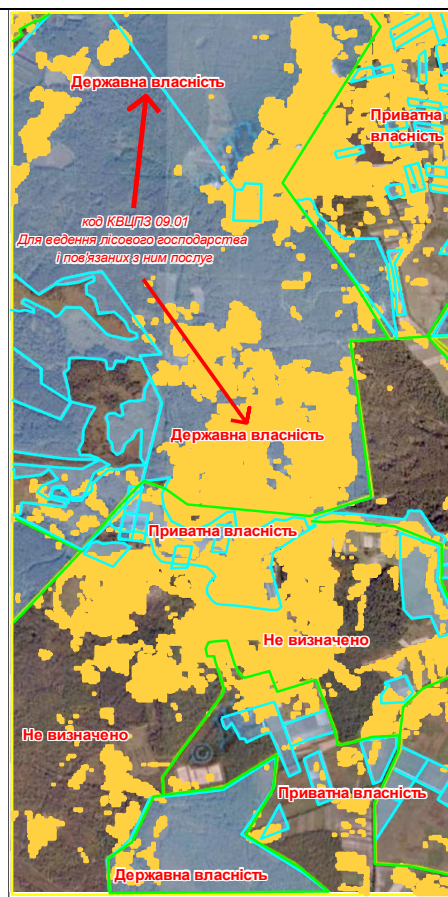 Державна власність
Приватна
власність
код КВЦПЗ 09.01
Для ведення лісового господарства
і пов'язаних з ним послуг
Державна власність
Приватна власність
Не визначено
Не визначено
Приватна власність
Державна власність